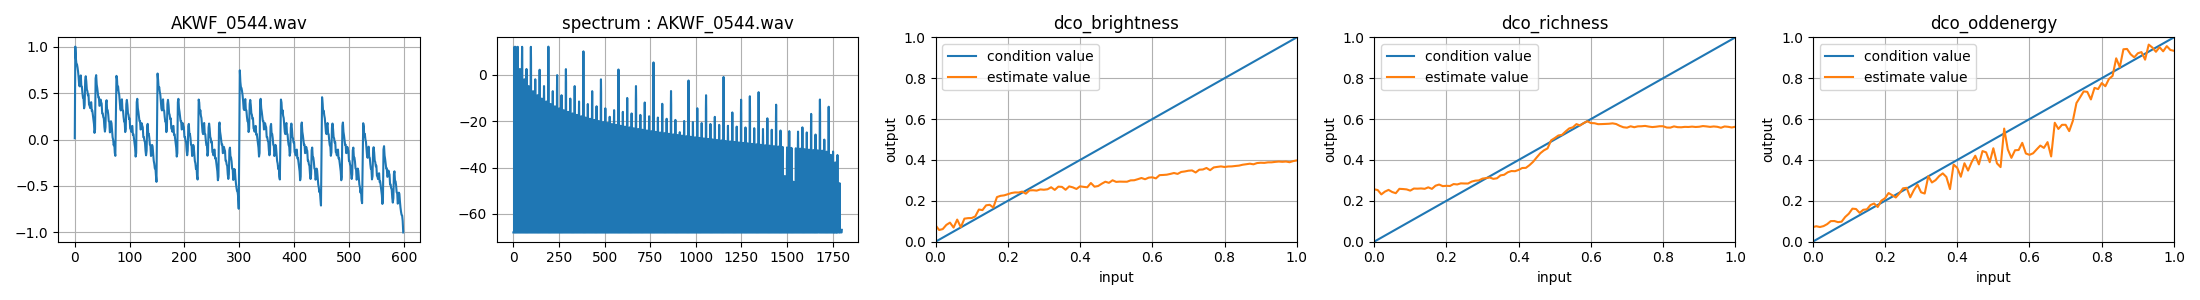 AKWF_0544.wav
1.0
0.5
0.0
−0.5
−1.0
0 100 200 300 400 500 600
spectrum : AKWF_0544.wav
0
−20
−40
−60
0 250 500 750 1000 1250 1500 1750
dco_brightness
condition value
estimate value
output
1.0
0.8
0.6
0.4
0.2
0.0
0.0 0.2 0.4 0.6 0.8 1.0
input
dco_richness
condition value
estimate value
output
1.0
0.8
0.6
0.4
0.2
0.0
0.0 0.2 0.4 0.6 0.8 1.0
input
dco_oddenergy
condition value
estimate value
output
1.0
0.8
0.6
0.4
0.2
0.0
0.0 0.2 0.4 0.6 0.8 1.0
input